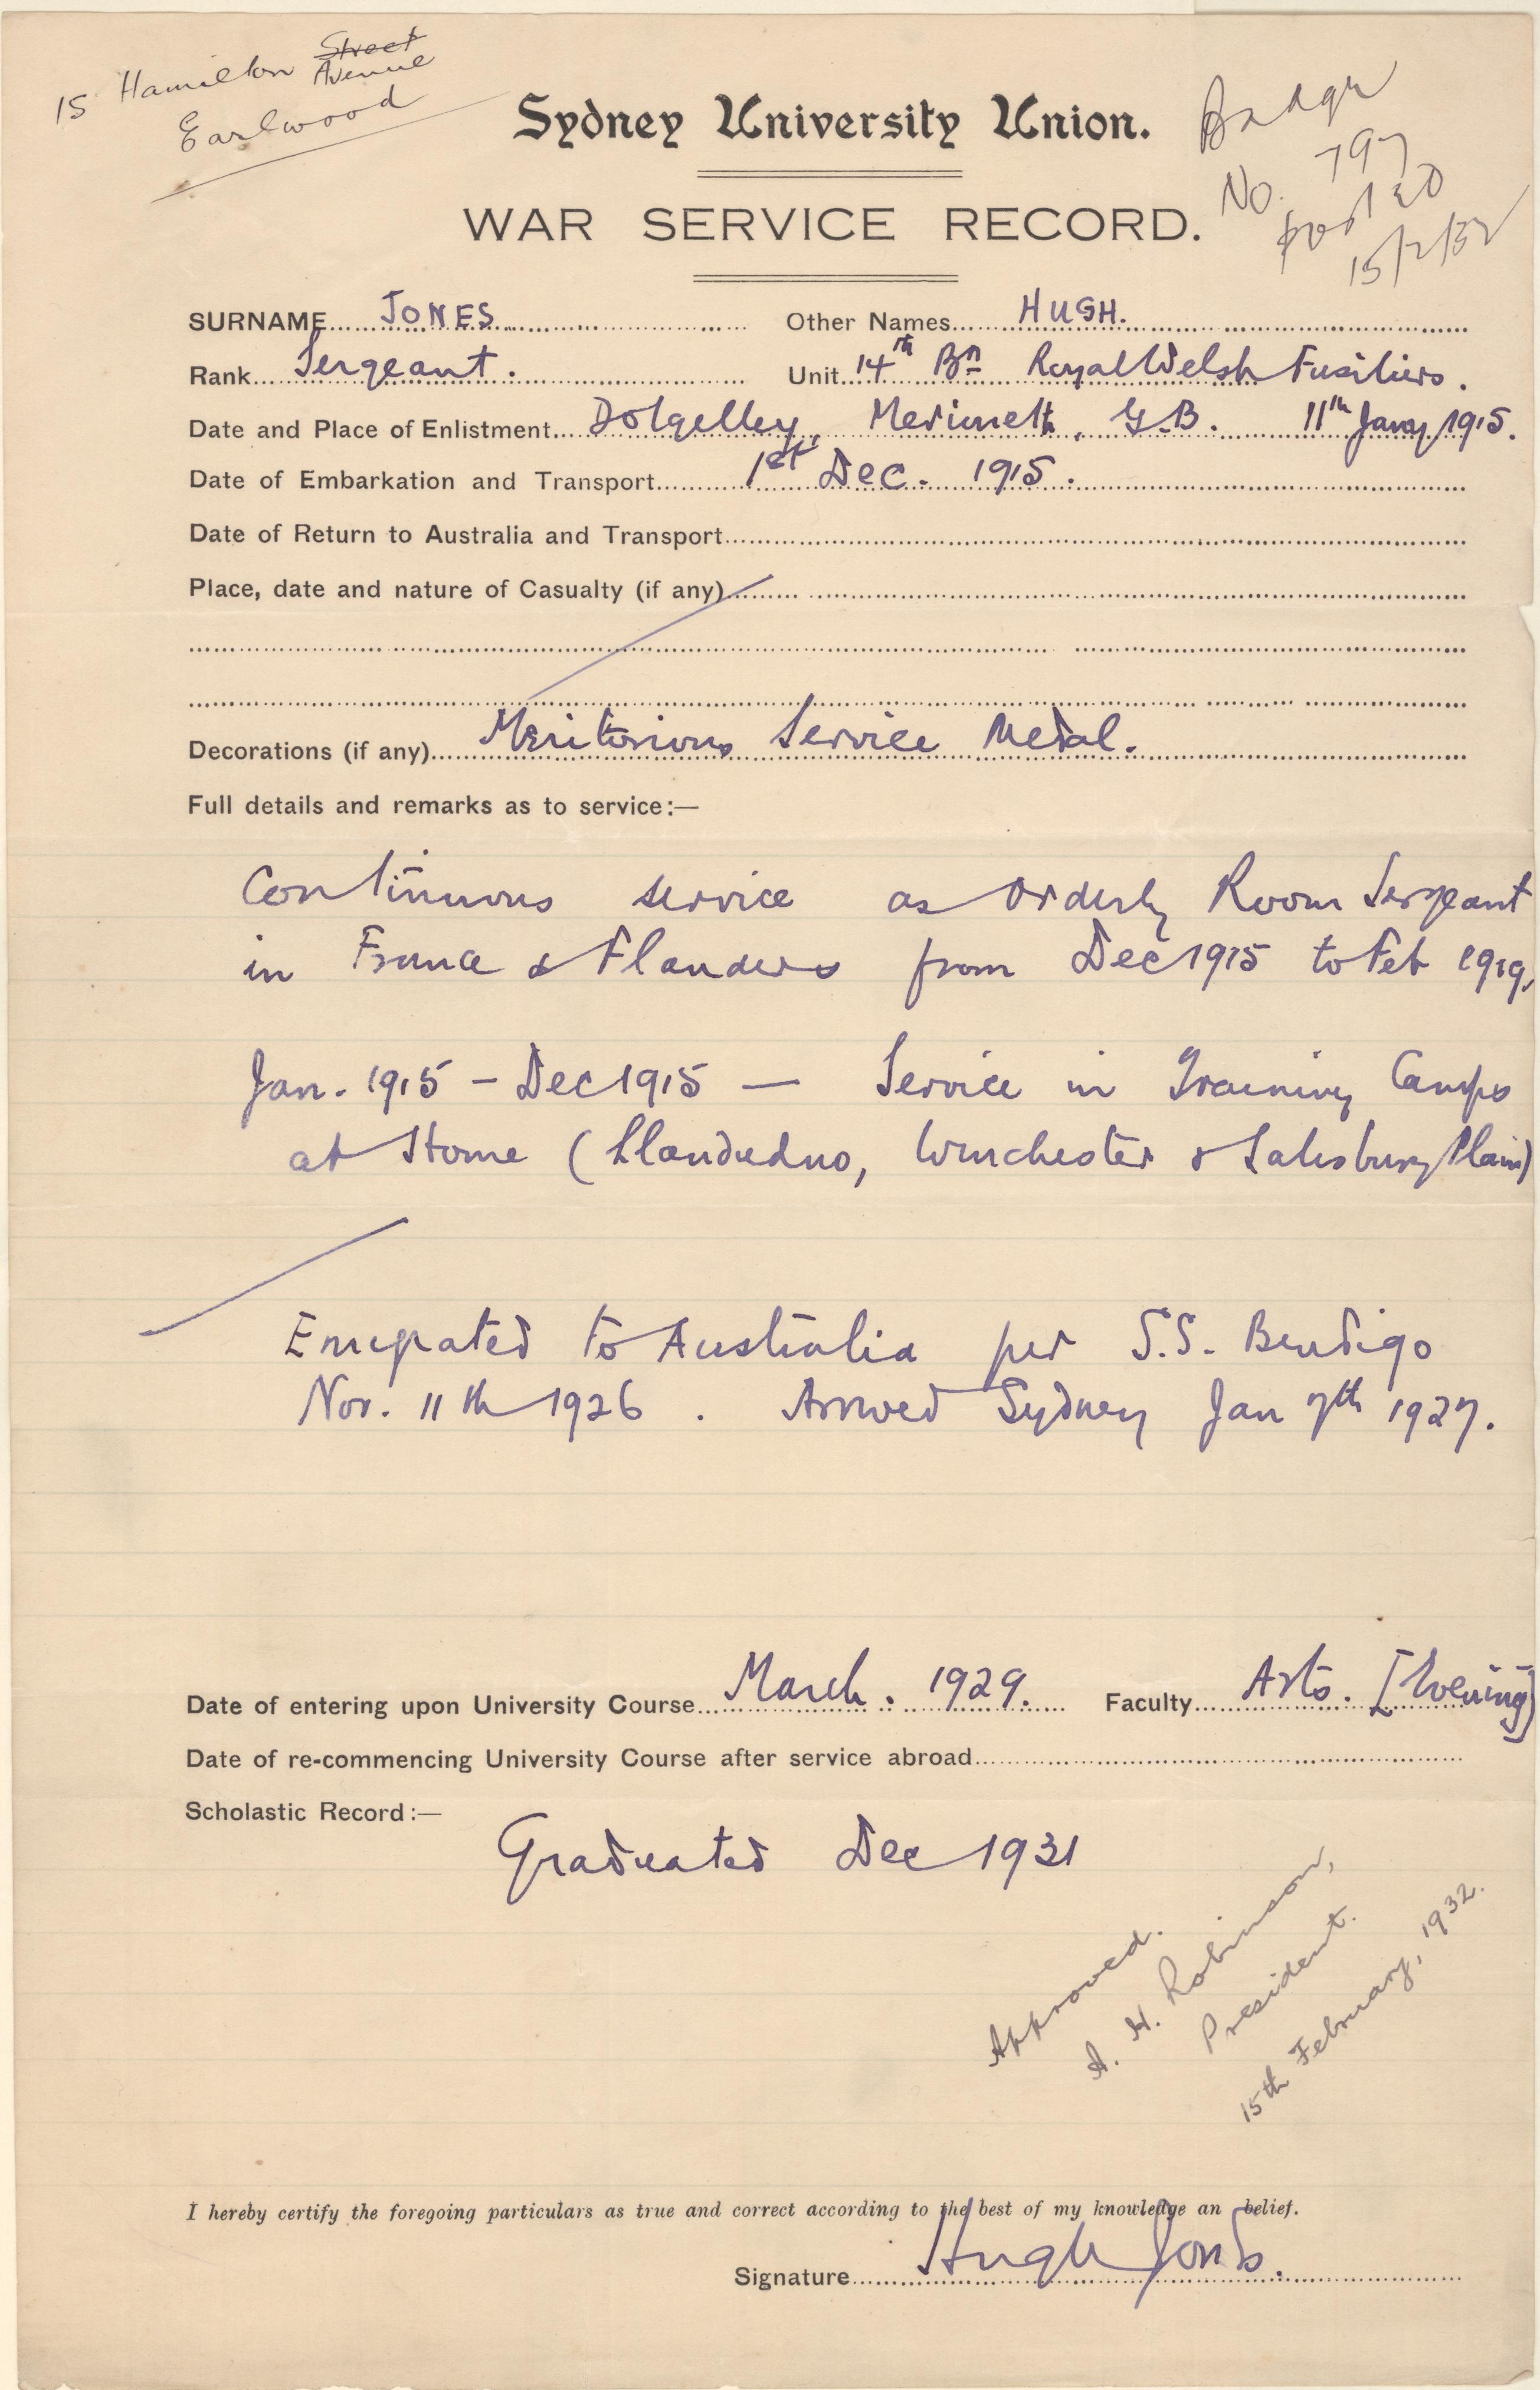 15 Hamilton Street
Avenue
Earlwood
Badge
No. 797
posted
15/2/32
Sydney University Union.
WAR SERVICE RECORD.
SURNAME JONES Other Names HUGH.
Rank Sergeant. Unit 14th Bn Royal Welsh Fusiliers.
Date and Place of Enlistment Dolgelley, Merioneth, G.B. 11th Jany 1915.
Date of Embarkation and Transport 1st Dec. 1915.
Date of Return to Australia and Transport
Place, date and nature of Casualty (if any)
Decorations (if any) Meritorious Service Medal.
Full details and remarks as to service:—
Continuous service as Orderly Room Sergeant
in France & Flanders from Dec 1915 to Feb 1919,
Jan. 1915 – Dec 1915 — Service in Training Camps
at Home (Llandudno, Winchester & Salisbury Plain)
Emigrated to Australia per S.S. Bendigo
Nov. 11th 1926. Arrived Sydney Jan 7th 1927.
Date of entering upon University Course March. 1929. Faculty Arts. [Evening]
Date of re-commencing University Course after service abroad
Scholastic Record:—
Graduated Dec 1931
Approved.
A. H. Robinson,
President.
15th February, 1932.
I hereby certify the foregoing particulars as true and correct according to the best of my knowledge an belief.
Signature Hugh Jones.